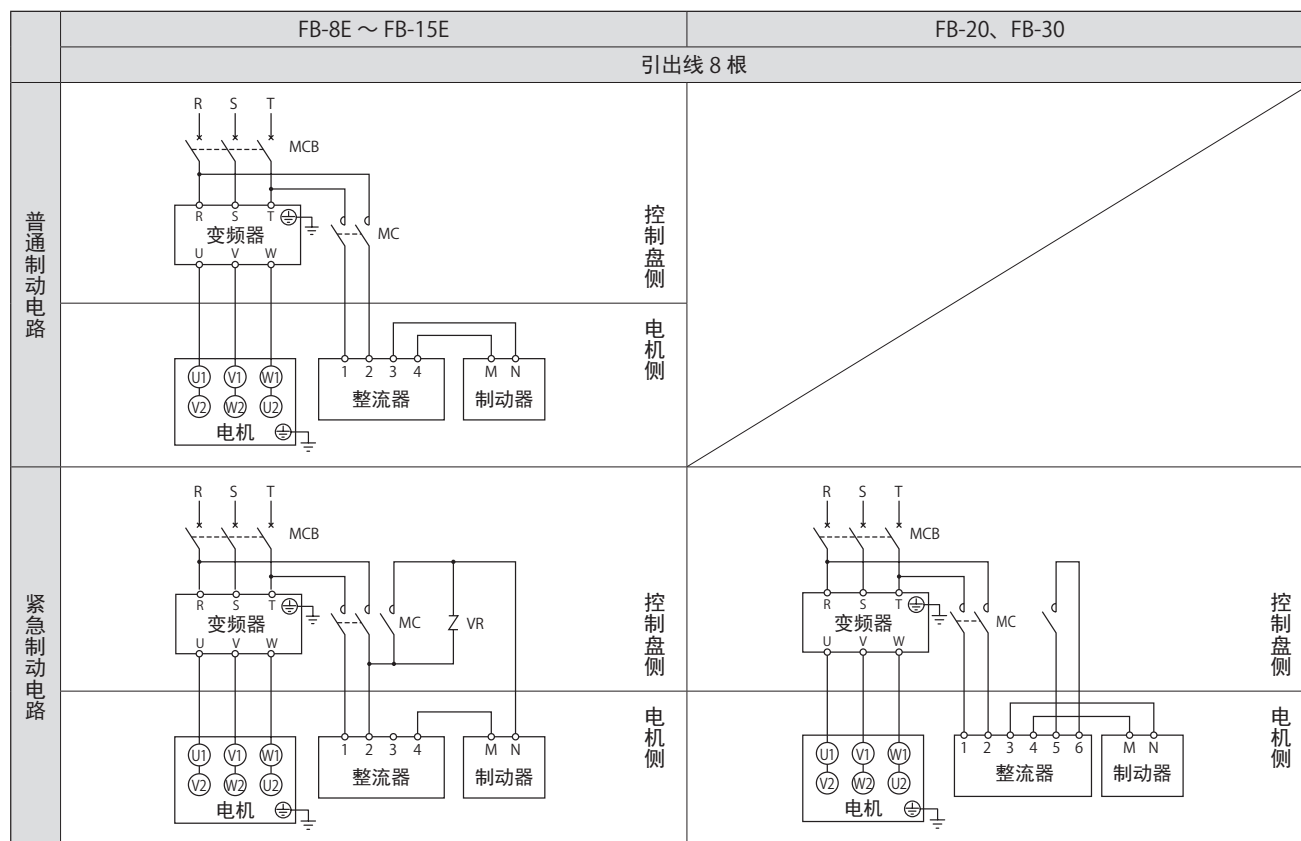 FB-8E ～ FB-15E
FB-20、FB-30
引出线 8 根
普通制动电路
R S T
MCB
R S T
变频器
U V W
MC
控制盘侧
电机侧
U1 V1 W1
V2 W2 U2
电机
1 2 3 4
整流器
M N
制动器
紧急制动电路
R S T
MCB
R S T
变频器
U V W
MC
VR
控制盘侧
电机侧
U1 V1 W1
V2 W2 U2
电机
1 2 3 4
整流器
M N
制动器
R S T
MCB
R S T
变频器
U V W
MC
控制盘侧
电机侧
U1 V1 W1
V2 W2 U2
电机
1 2 3 4 5 6
整流器
M N
制动器